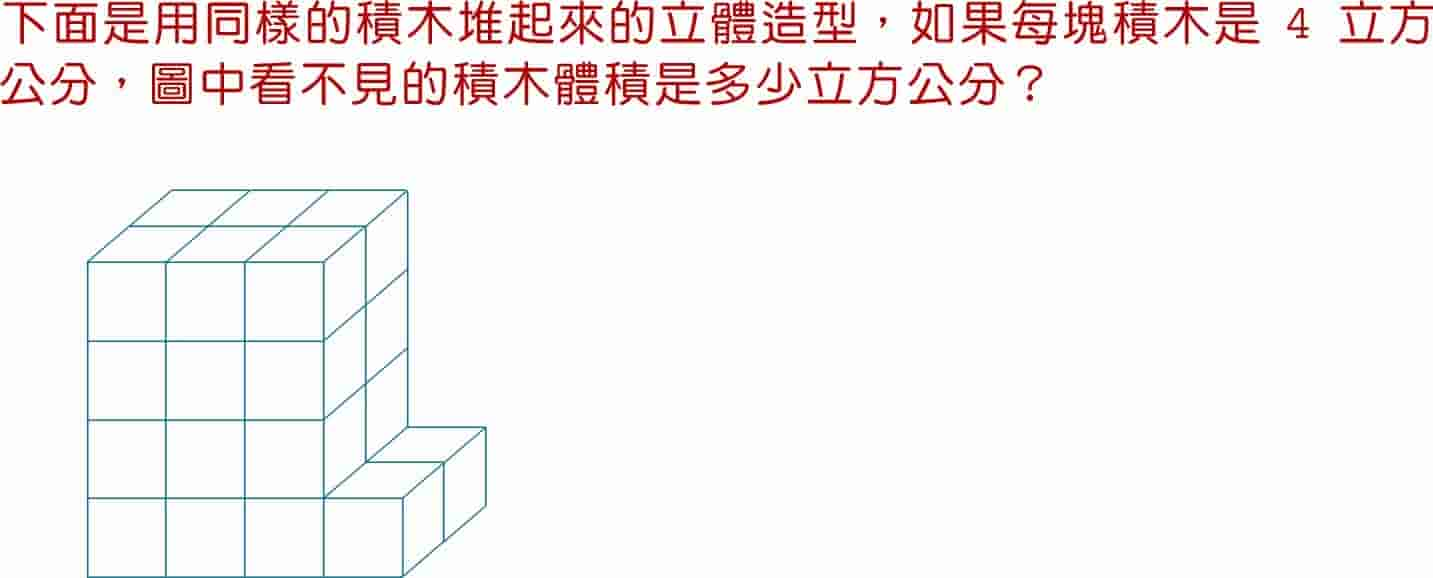 下面是用同樣的積木堆起來的立體造型，如果每塊積木是 4 立方
公分，圖中看不見的積木體積是多少立方公分？